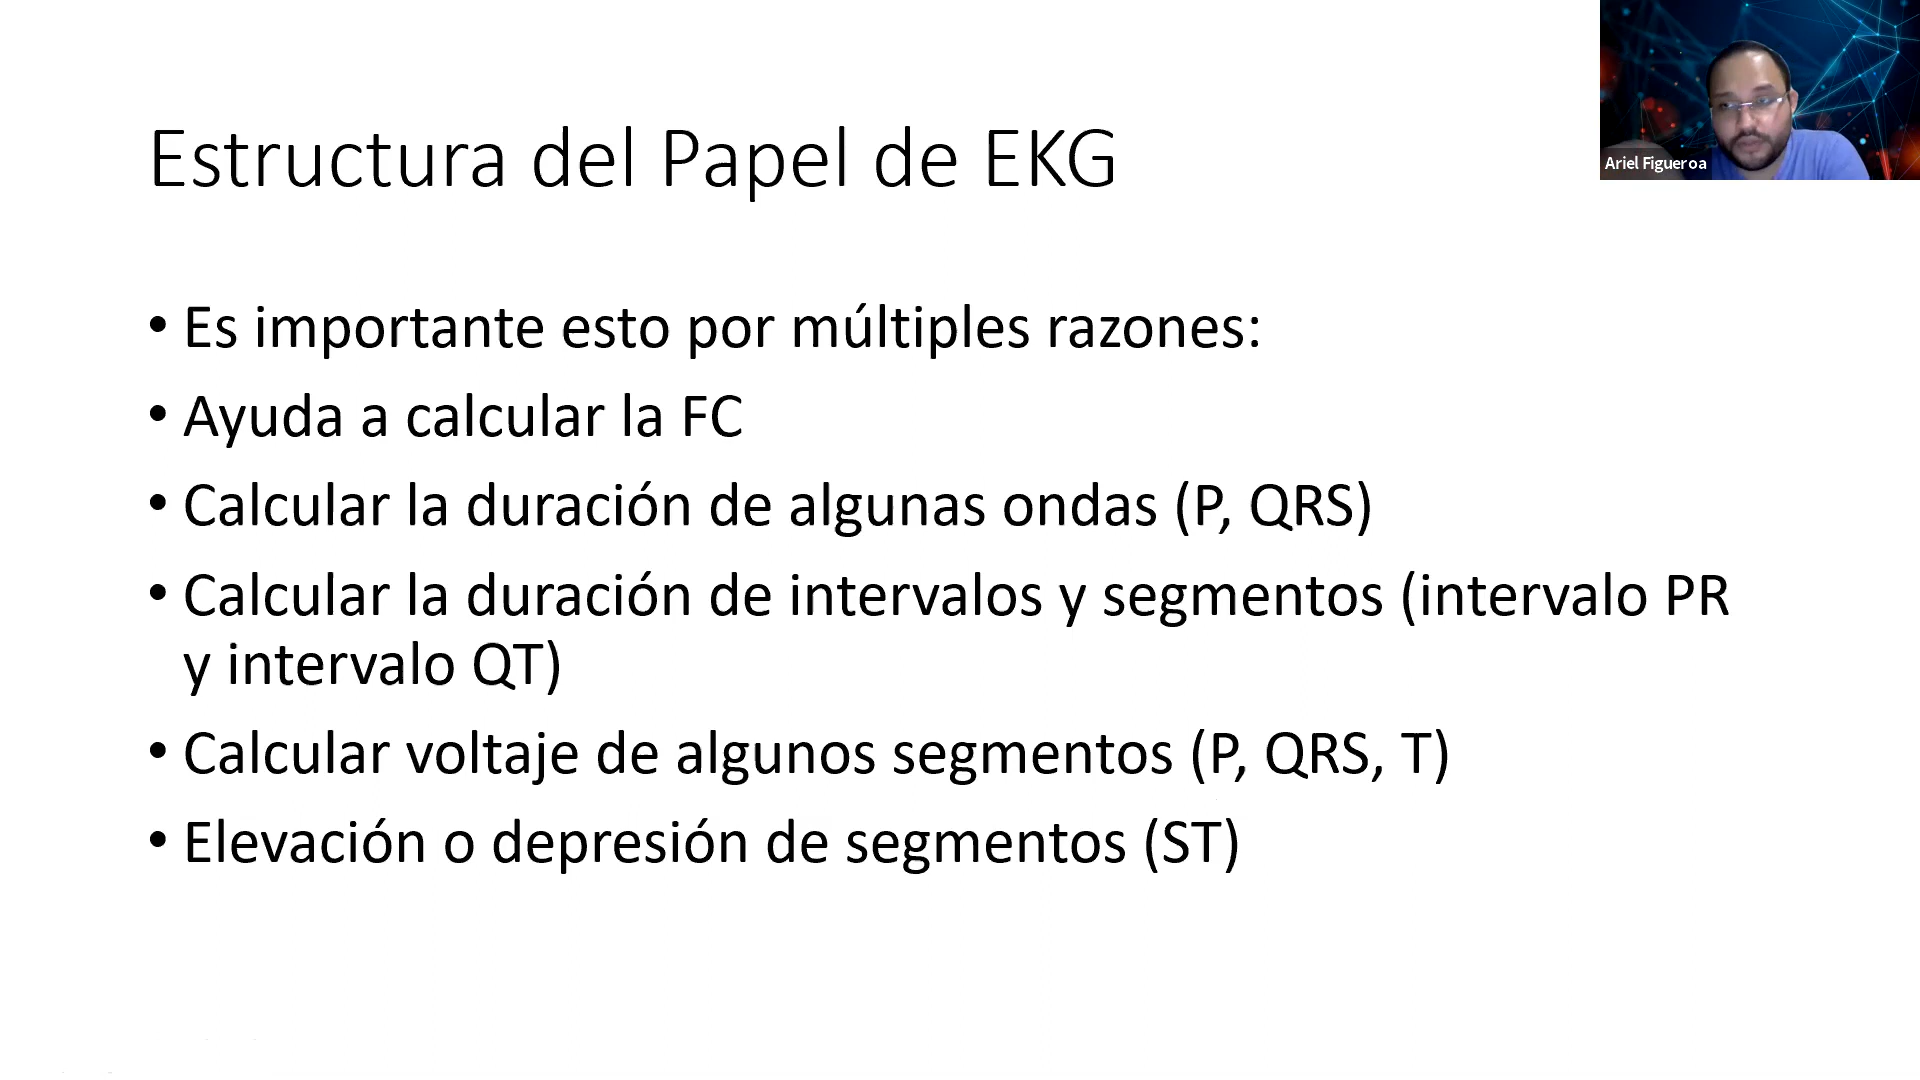 Estructura del Papel de EKG
Ariel Figueroa
• Es importante esto por múltiples razones:
• Ayuda a calcular la FC
• Calcular la duración de algunas ondas (P, QRS)
• Calcular la duración de intervalos y segmentos (intervalo PR
y intervalo QT)
• Calcular voltaje de algunos segmentos (P, QRS, T)
• Elevación o depresión de segmentos (ST)